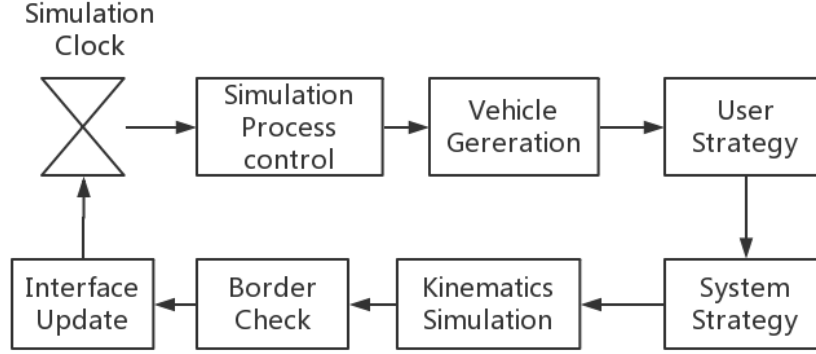 Simulation
Clock
Simulation
Process
control
Vehicle
Gereration
User
Strategy
Interface
Update
Border
Check
Kinematics
Simulation
System
Strategy